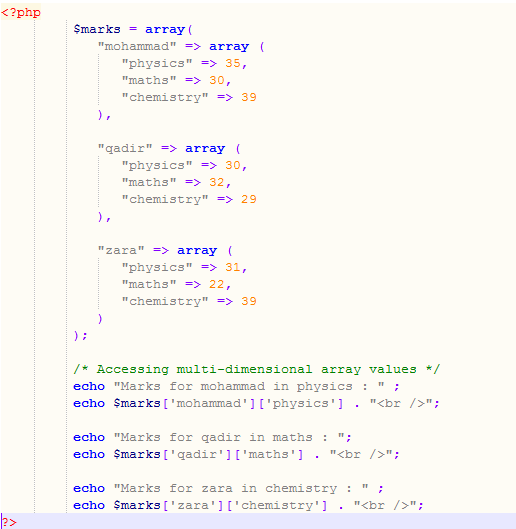 <?php
$marks = array(
"mohammad" => array (
"physics" => 35,
"maths" => 30,
"chemistry" => 39
),
"qadir" => array (
"physics" => 30,
"maths" => 32,
"chemistry" => 29
),
"zara" => array (
"physics" => 31,
"maths" => 22,
"chemistry" => 39
)
);
/* Accessing multi-dimensional array values */
echo "Marks for mohammad in physics : " ;
echo $marks['mohammad']['physics'] . "<br />";
echo "Marks for qadir in maths : ";
echo $marks['qadir']['maths'] . "<br />";
echo "Marks for zara in chemistry : " ;
echo $marks['zara']['chemistry'] . "<br />";
?>